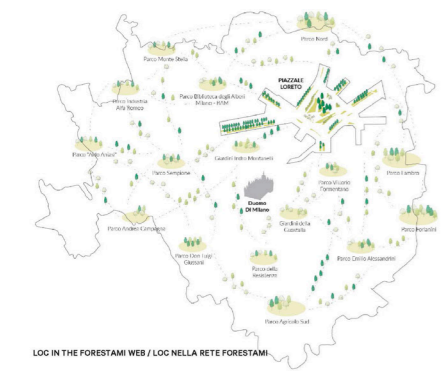 Parco Nord
Parco Monte Stella
PIAZZALE
LORETO
Parco Industria
Alfa Romeo
Parco Biblioteca degli Alberi
Milano - BAM
Giardini Indro Montanelli
Parco Sempione
Parco Lambro
Parco Vittorio
Formentano
Duomo
Di Milano
Giardini della
Guastalla
Parco Forlanini
Parco Andrea Campagna
Parco Don Luigi
Giussani
Parco della
Resistenza
Parco Emilio Alessandrini
Parco Agricolo Sud
LOC IN THE FORESTAMI WEB / LOC NELLA RETE FORESTAMI